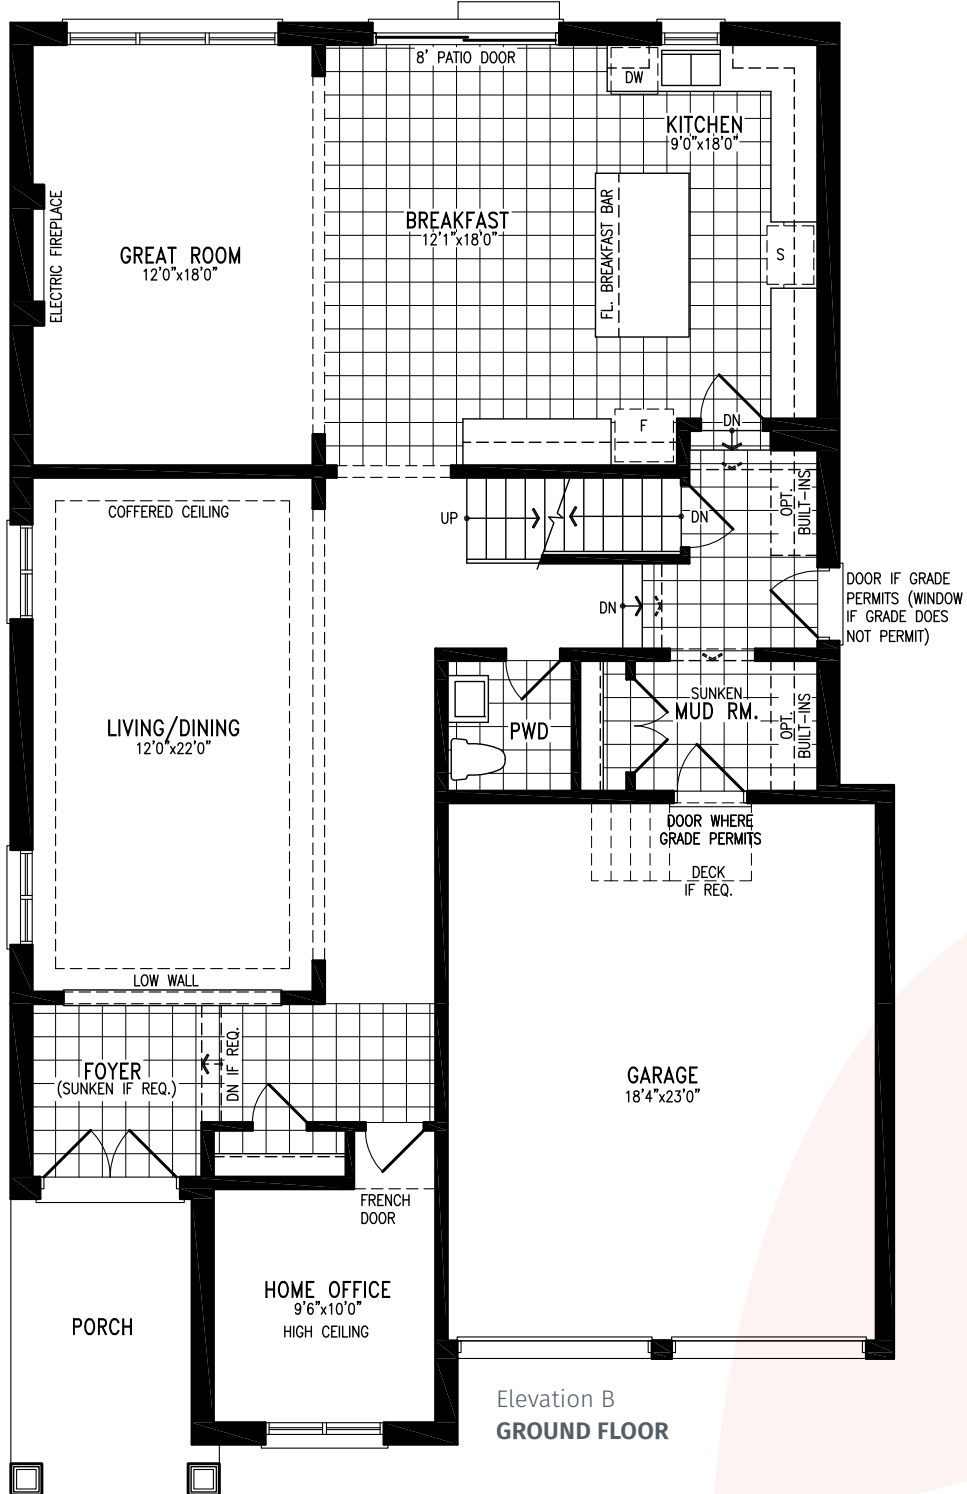 8' PATIO DOOR
DW
KITCHEN
9'0"x18'0"
ELECTRIC FIREPLACE
GREAT ROOM
12'0"x18'0"
BREAKFAST
12'1"x18'0"
FL. BREAKFAST BAR
S
F
DN
COFFERED CEILING
UP
DN
OPT.
BUILT-INS
DN
DOOR IF GRADE
PERMITS (WINDOW
IF GRADE DOES
NOT PERMIT)
LIVING/DINING
12'0"x22'0"
PWD
SUNKEN
MUD RM.
OPT.
BUILT-INS
DOOR WHERE
GRADE PERMITS
DECK
IF REQ.
LOW WALL
FOYER
(SUNKEN IF REQ.)
DN IF REQ.
GARAGE
18'4"x23'0"
FRENCH
DOOR
HOME OFFICE
9'6"x10'0"
HIGH CEILING
PORCH
Elevation B
GROUND FLOOR